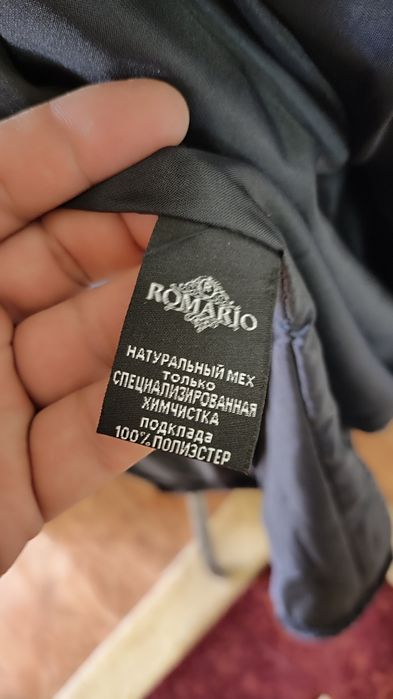 ROMARIO
НАТУРАЛЬНЫЙ МЕХ
ТОЛЬКО
СПЕЦИАЛИЗИРОВАННАЯ
ХИМЧИСТКА
ПОДКЛАДА
100% ПОЛИЭСТЕР